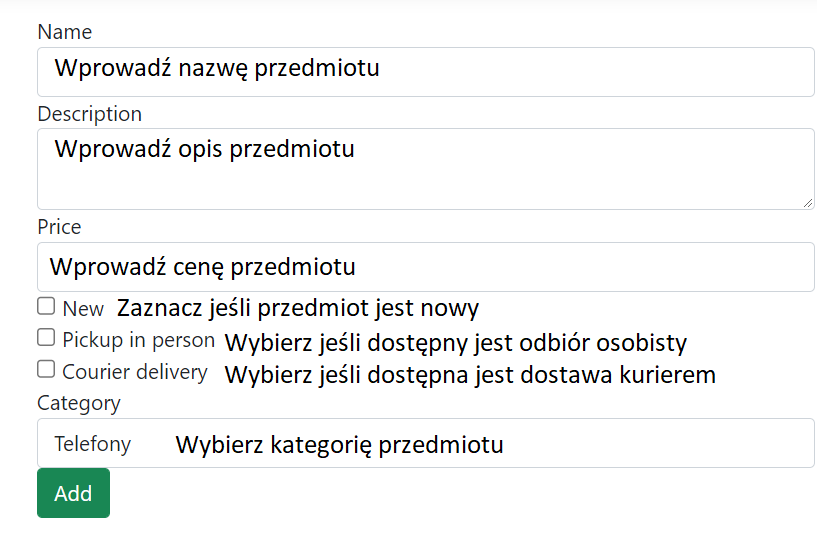 Name
Wprowadź nazwę przedmiotu
Description
Wprowadź opis przedmiotu
Price
Wprowadź cenę przedmiotu
New Zaznacz jeśli przedmiot jest nowy
Pickup in person Wybierz jeśli dostępny jest odbiór osobisty
Courier delivery Wybierz jeśli dostępna jest dostawa kurierem
Category
Telefony Wybierz kategorię przedmiotu
Add